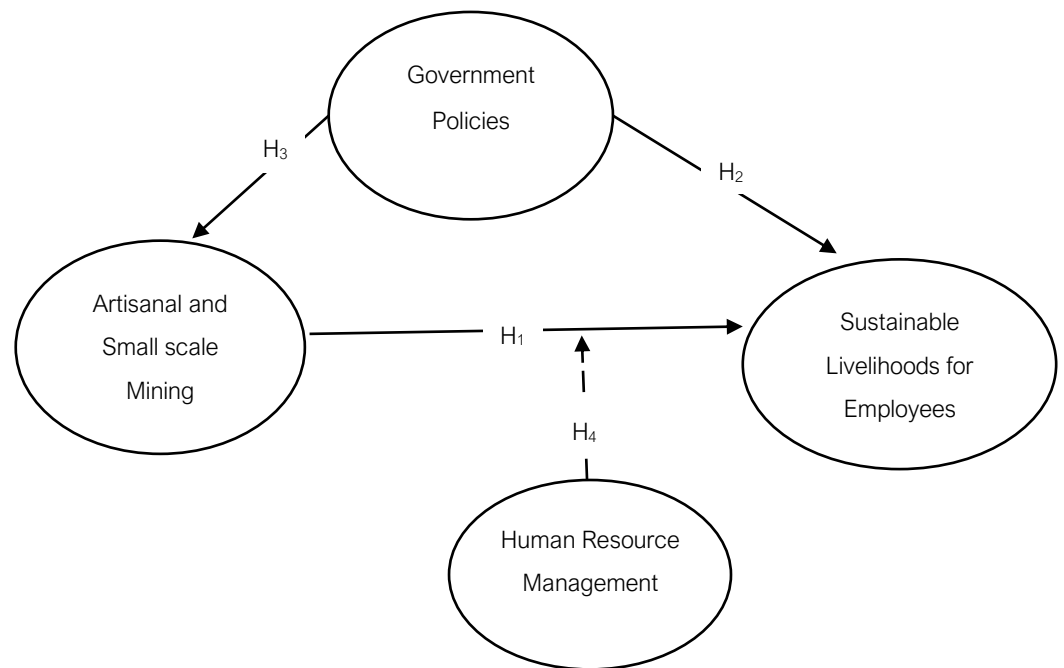 Government
Policies
H₃
H₂
Artisanal and
Small scale
Mining
H₁
Sustainable
Livelihoods for
Employees
H₄
Human Resource
Management